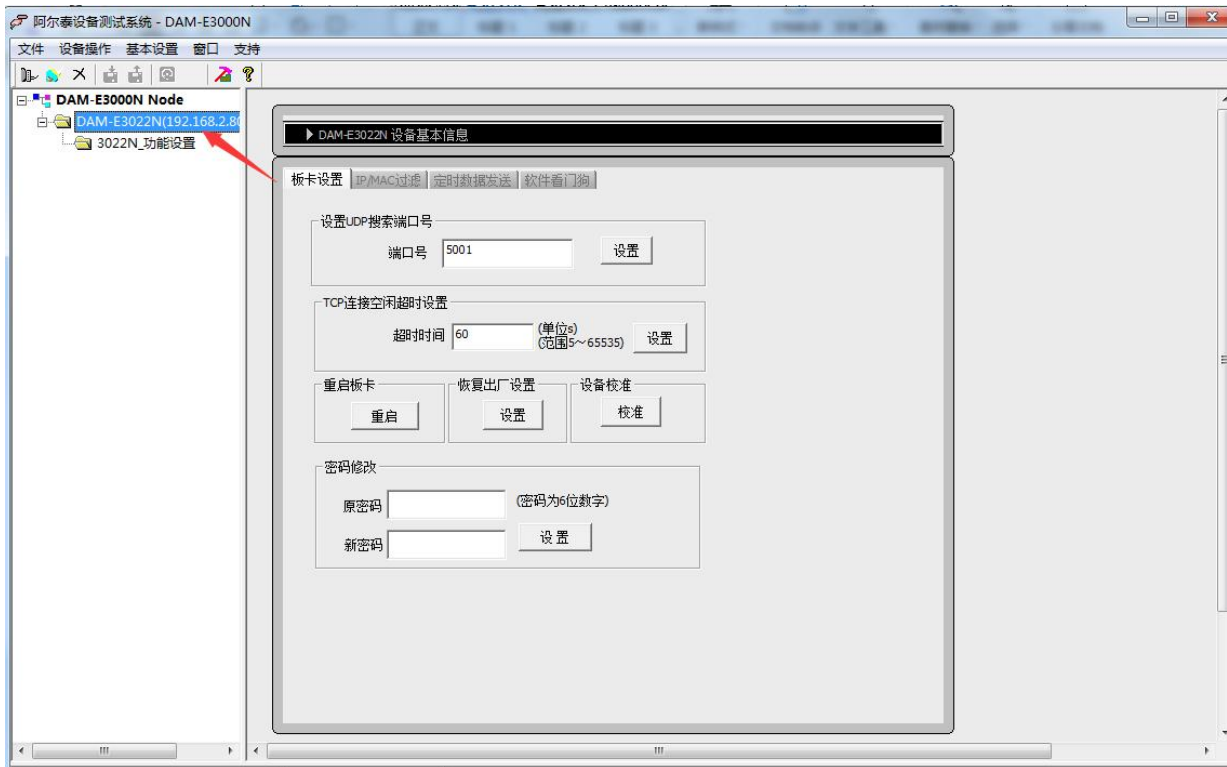 阿尔泰设备测试系统 - DAM-E3000N
文件 设备操作 基本设置 窗口 支持
DAM-E3000N Node
DAM-E3022N(192.168.2.80
3022N_功能设置
DAM-E3022N 设备基本信息
板卡设置 IP/MAC过滤 定时数据发送 软件看门狗
设置UDP搜索端口号
端口号 5001 设置
TCP连接空闲超时设置
超时时间 60 (单位s)
(范围5～65535) 设置
重启板卡 恢复出厂设置 设备校准
重启 设置 校准
密码修改
原密码 (密码为6位数字)
新密码 设 置